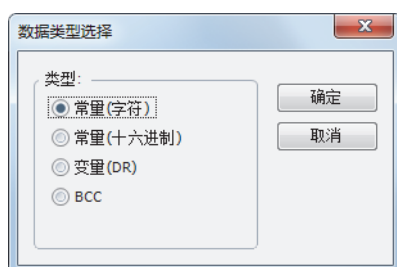 数据类型选择
类型:
常量(字符)
确定
常量(十六进制)
取消
变量(DR)
BCC